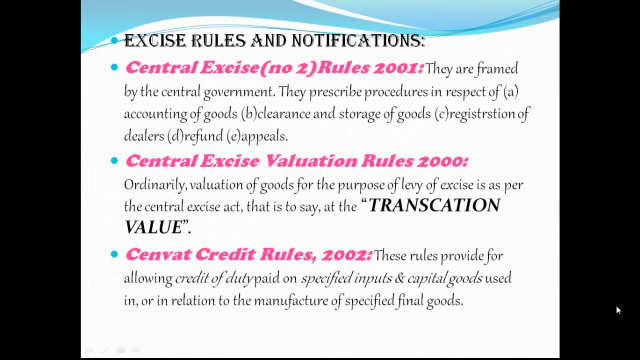 EXCISE RULES AND NOTIFICATIONS:
Central Excise(no 2)Rules 2001: They are framed
by the central government. They prescribe procedures in respect of (a)
accounting of goods (b)clearance and storage of goods (c)registrstion of
dealers (d)refund (e)appeals.
Central Excise Valuation Rules 2000:
Ordinarily, valuation of goods for the purpose of levy of excise is as per
the central excise act, that is to say, at the “TRANSCATION
VALUE”.
Cenvat Credit Rules, 2002: These rules provide for
allowing credit of dutypaid on specified inputs & capital goods used
in, or in relation to the manufacture of specified final goods.